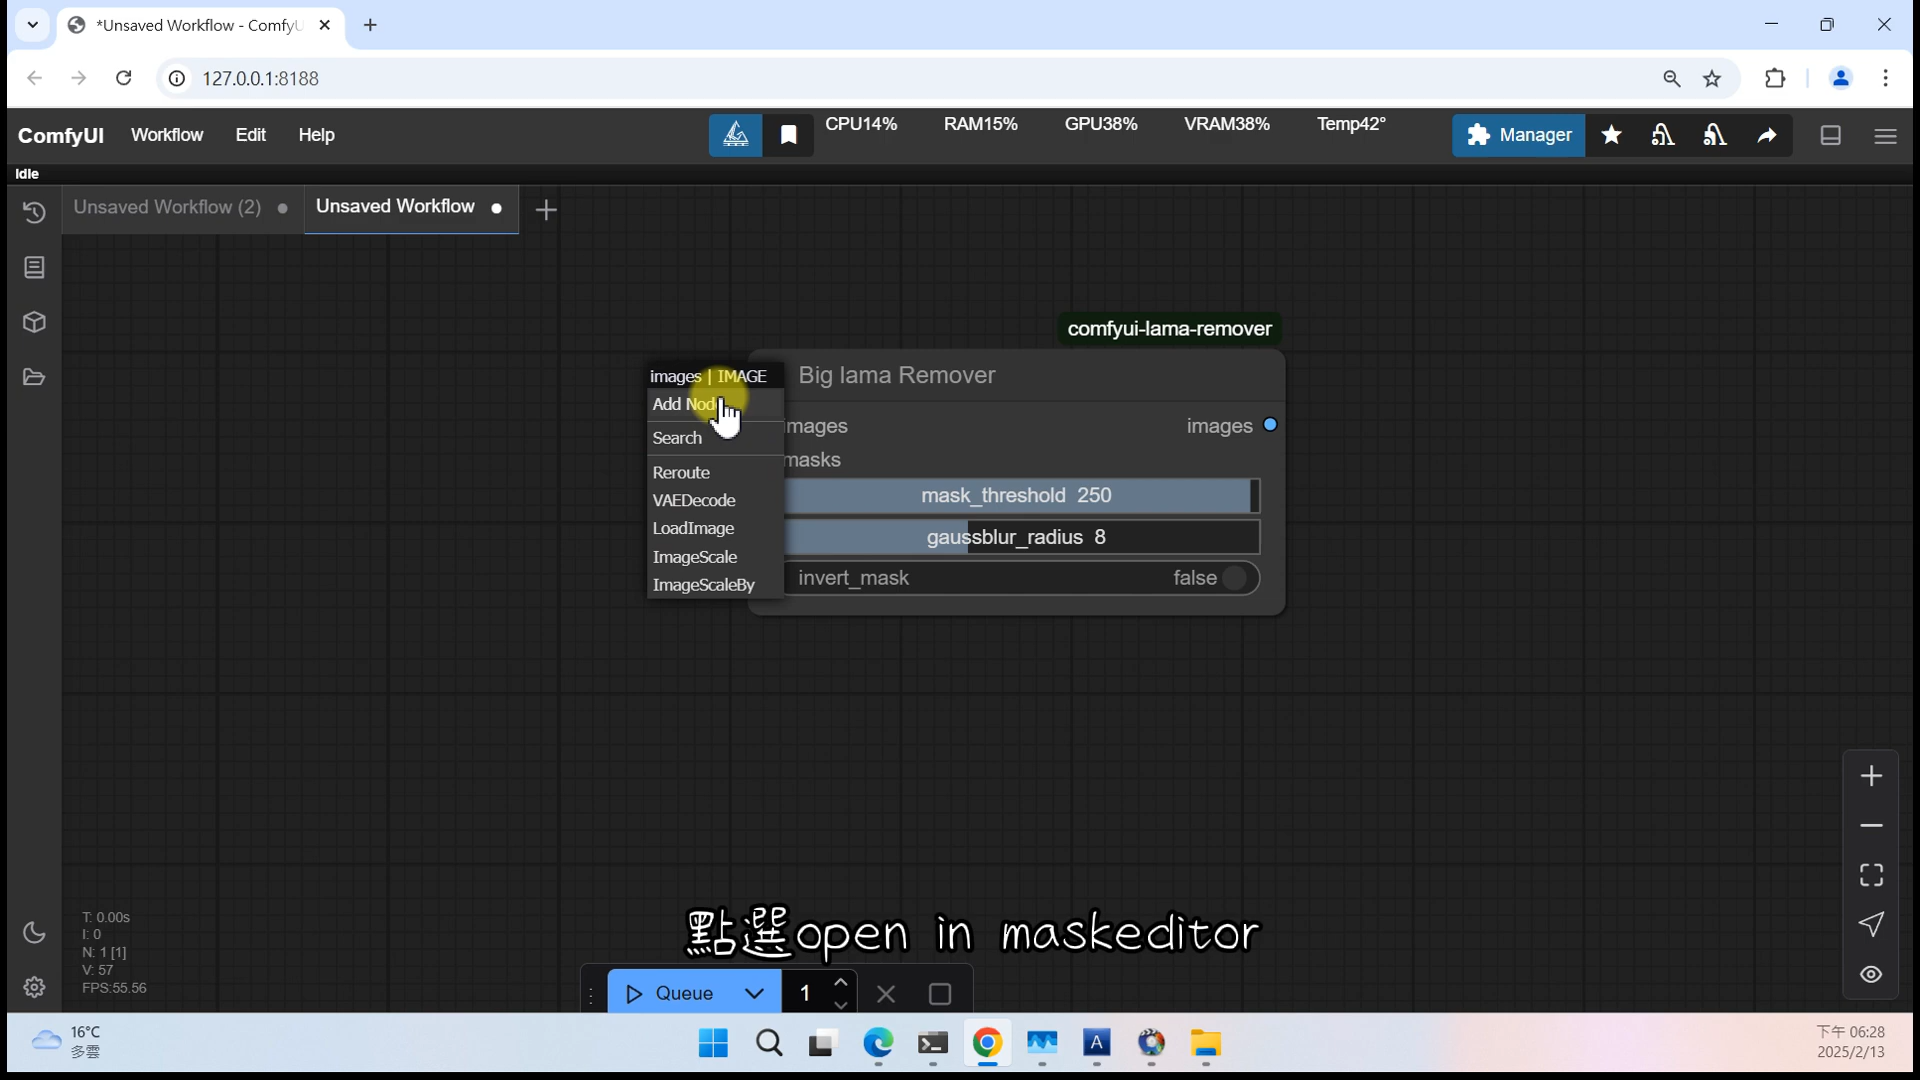 *Unsaved Workflow - ComfyU
127.0.0.1:8188
ComfyUI Workflow Edit Help
CPU14% RAM15% GPU38% VRAM38% Temp42°
Manager
Idle
Unsaved Workflow (2)
Unsaved Workflow
comfyui-lama-remover
images | IMAGE
Add Node
Search
Reroute
VAEDecode
LoadImage
ImageScale
ImageScaleBy
Big lama Remover
images images
masks
mask_threshold 250
gaussblur_radius 8
invert_mask false
點選open in maskeditor
T: 0.00s
I: 0
N: 1 [1]
V: 57
FPS:55.56
Queue 1
16°C
多雲
A
下午 06:28
2025/2/13